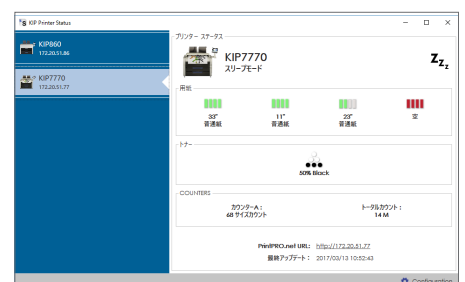 KIP Printer Status
KIP860
172.20.51.86
KIP7770
172.20.51.77
プリンター ステータス
KIP7770
スリープモード
Zzz
用紙
33" 11" 23" 空
普通紙 普通紙 普通紙
トナー
50% Black
COUNTERS
カウンターA : トータルカウント :
68 サイズカウント 14 M
PrintPRO.net URL: http://172.20.51.77
最終アップデート : 2017/03/13 10:52:43
Configuration